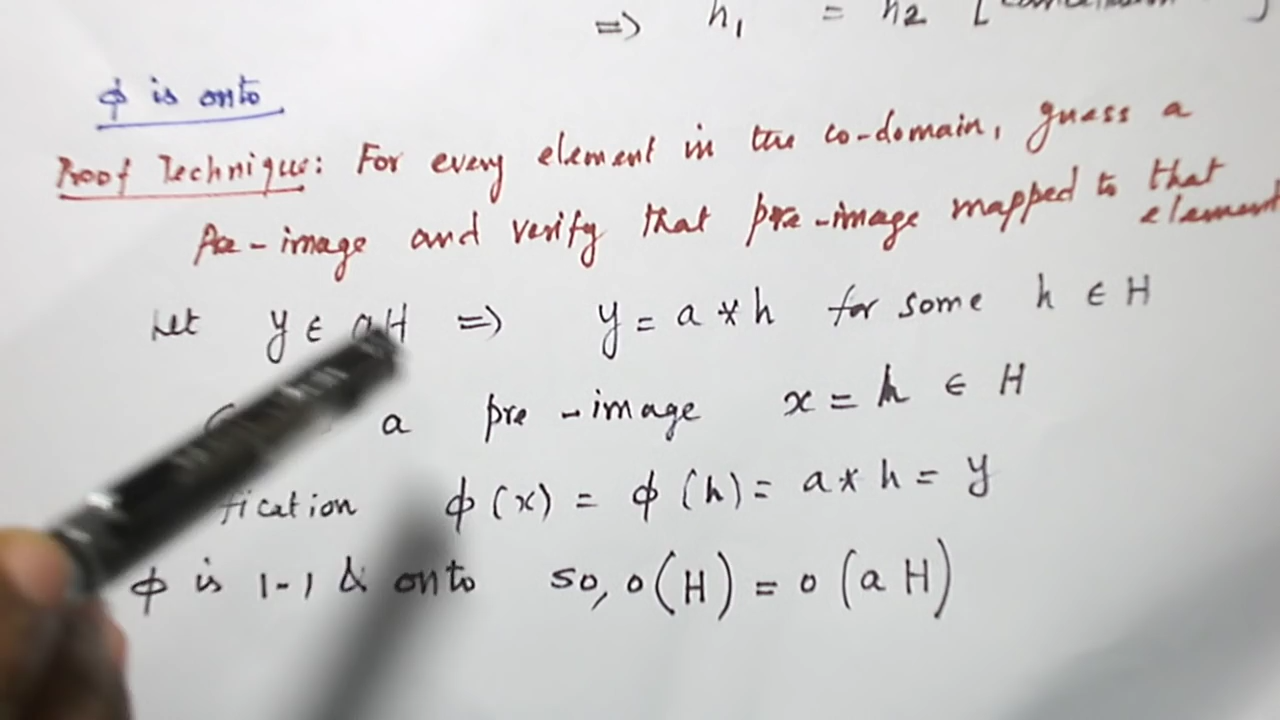 => h₁ = h₂ [
φ is onto
Proof Technique: For every element in the co-domain, guess a
Pre-image and verify that pre-image mapped to that
element
Let y ∈ aH => y = a * h for some h ∈ H
a pre-image x = h ∈ H
fication φ(x) = φ(h) = a * h = y
φ is 1-1 & onto so, o(H) = o(aH)